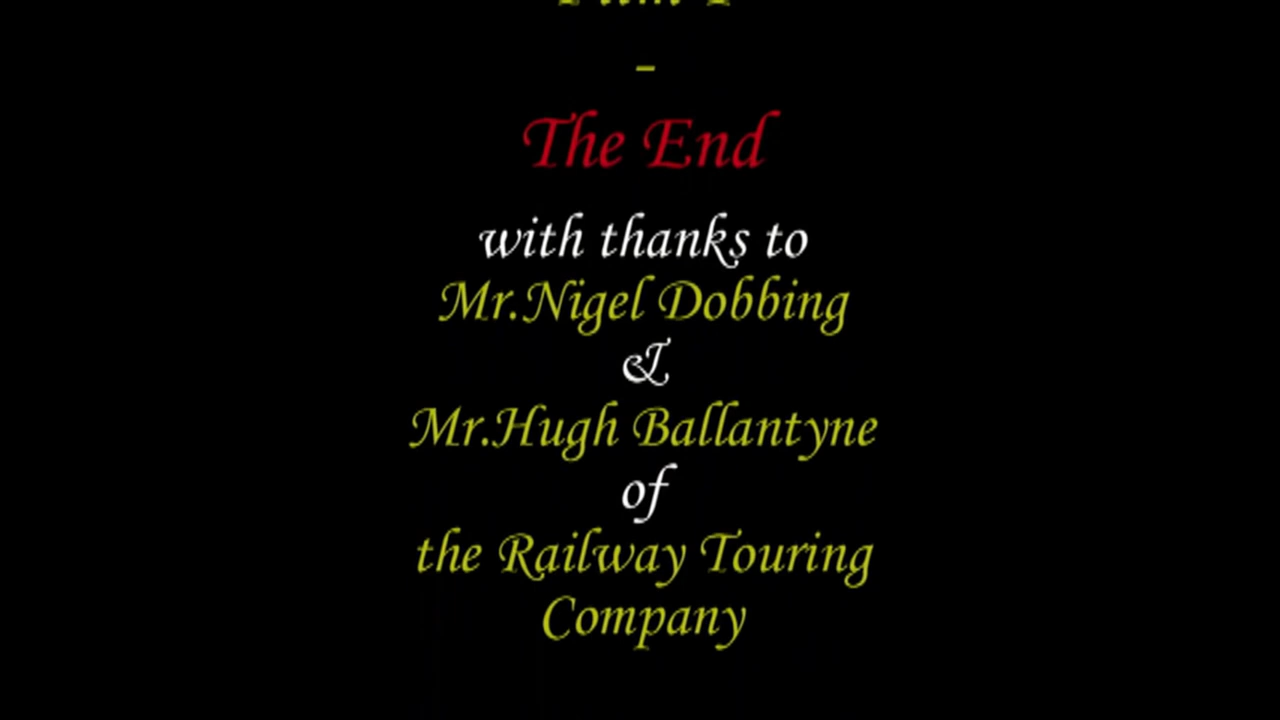 -
The End
with thanks to
Mr.Nigel Dobbing
&
Mr.Hugh Ballantyne
of
the Railway Touring
Company